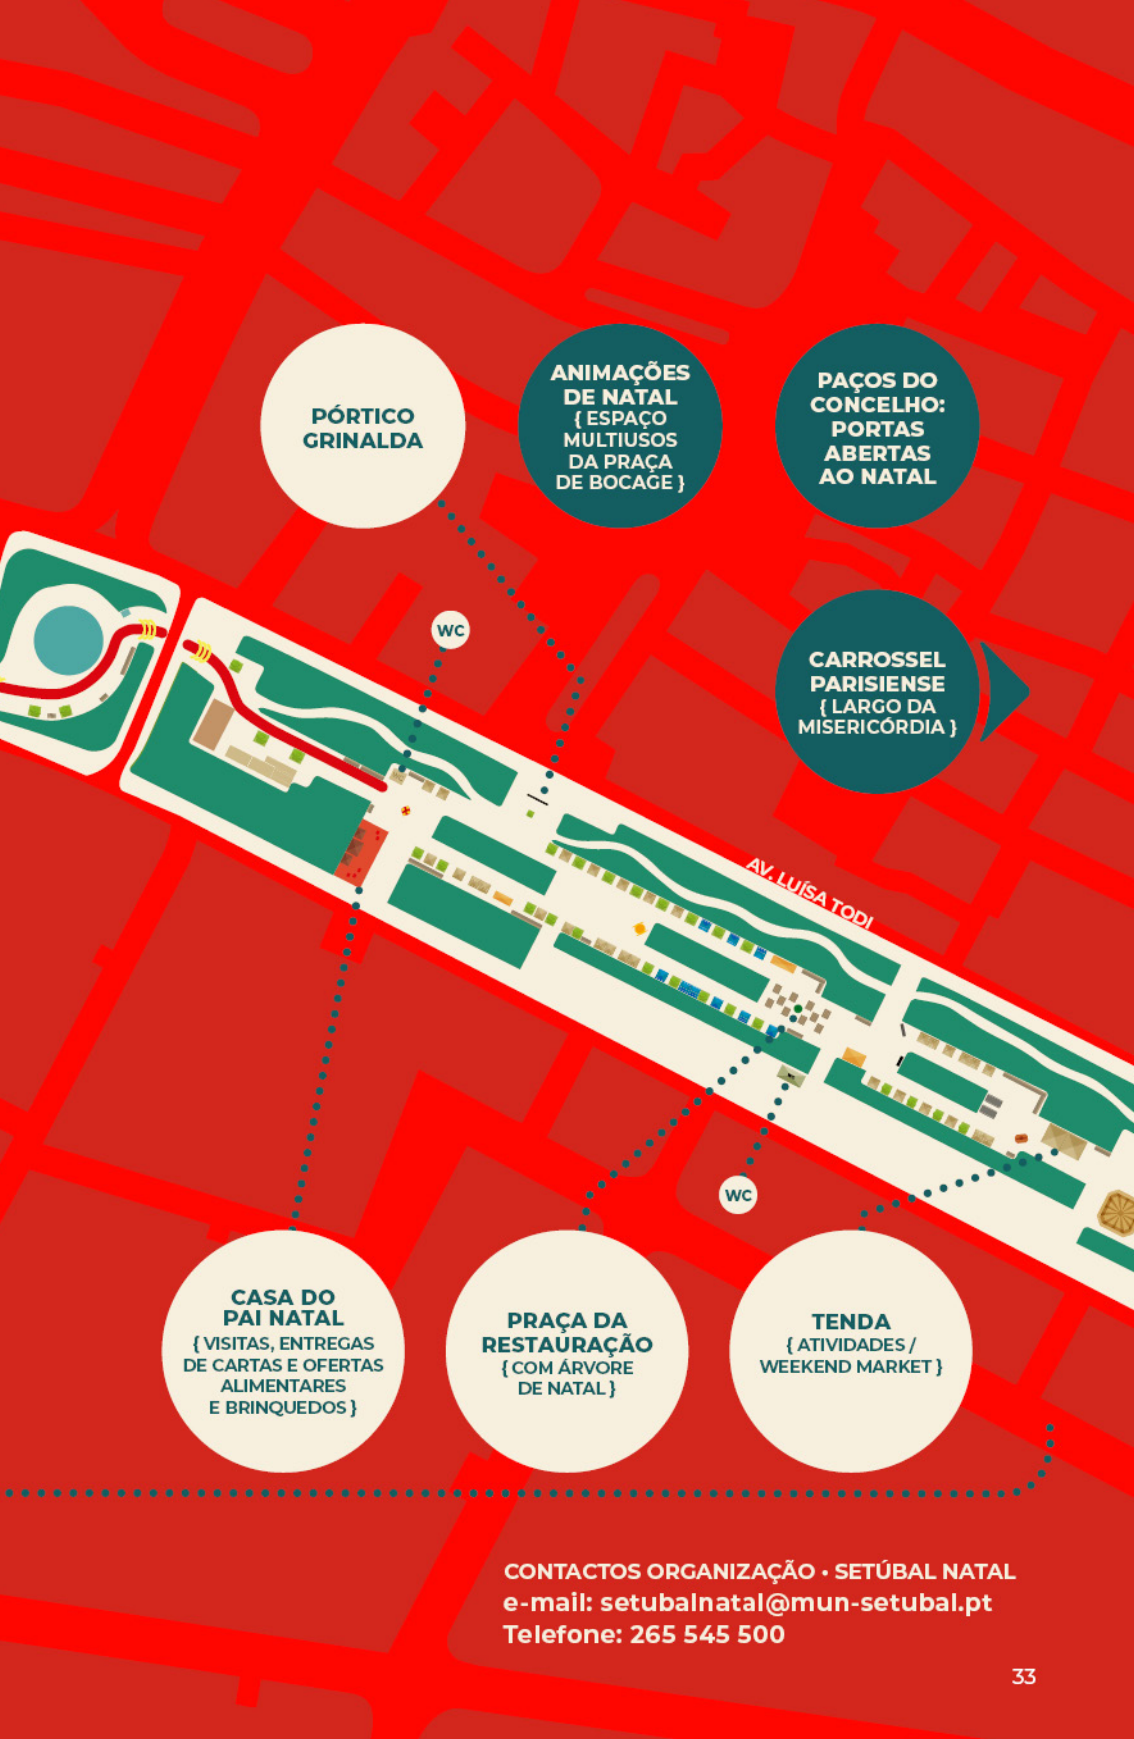 PÓRTICO
GRINALDA
ANIMAÇÕES
DE NATAL
{ ESPAÇO
MULTIUSOS
DA PRAÇA
DE BOCAGE }
PAÇOS DO
CONCELHO:
PORTAS
ABERTAS
AO NATAL
WC
CARROSSEL
PARISIENSE
{ LARGO DA
MISERICÓRDIA }
AV. LUÍSA TODI
WC
CASA DO
PAI NATAL
{ VISITAS, ENTREGAS
DE CARTAS E OFERTAS
ALIMENTARES
E BRINQUEDOS }
PRAÇA DA
RESTAURAÇÃO
{ COM ÁRVORE
DE NATAL }
TENDA
{ ATIVIDADES /
WEEKEND MARKET }
CONTACTOS ORGANIZAÇÃO • SETÚBAL NATAL
e-mail: setubalnatal@mun-setubal.pt
Telefone: 265 545 500
33